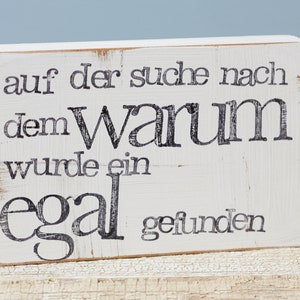 auf der suche nach
dem warum
wurde ein
egal gefunden